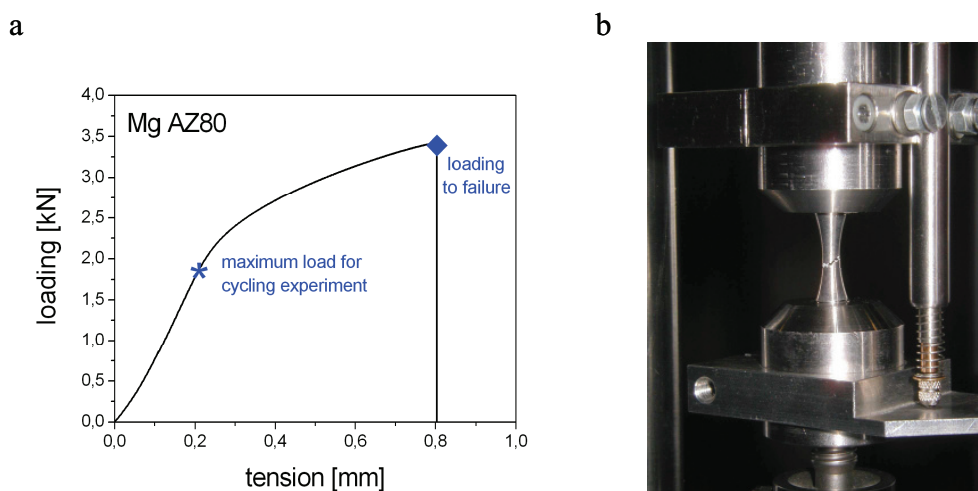 a
b
4,0
3,5
3,0
2,5
2,0
1,5
1,0
0,5
0,0
loading [kN]
Mg AZ80
loading
to failure
maximum load for
cycling experiment
0,0 0,2 0,4 0,6 0,8 1,0
tension [mm]